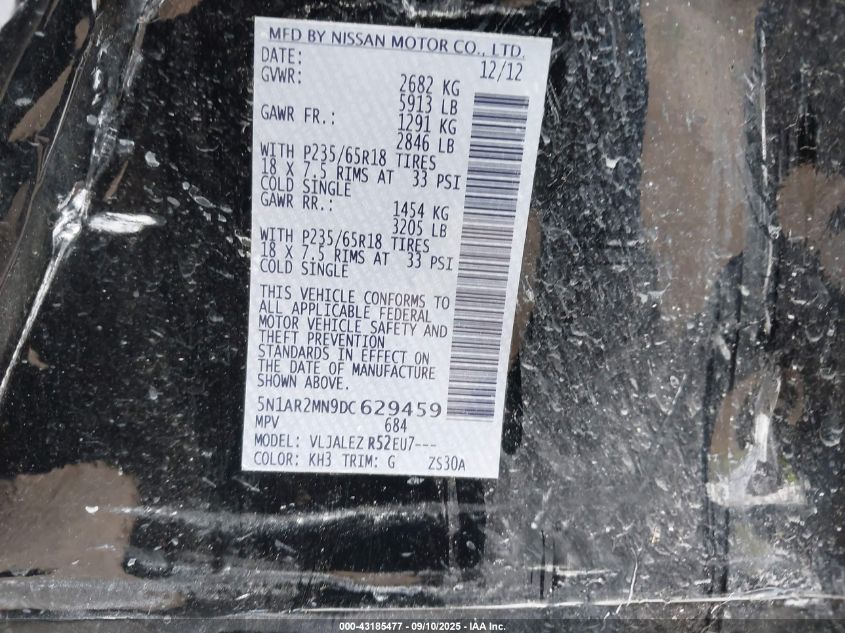 MFD BY NISSAN MOTOR CO., LTD.
DATE: 12/12
GVWR: 2682 KG
5913 LB
GAWR FR.: 1291 KG
2846 LB
WITH P235/65R18 TIRES
18 X 7.5 RIMS AT 33 PSI
COLD SINGLE
GAWR RR.: 1454 KG
3205 LB
WITH P235/65R18 TIRES
18 X 7.5 RIMS AT 33 PSI
COLD SINGLE
THIS VEHICLE CONFORMS TO
ALL APPLICABLE FEDERAL
MOTOR VEHICLE SAFETY AND
THEFT PREVENTION
STANDARDS IN EFFECT ON
THE DATE OF MANUFACTURE
SHOWN ABOVE.
5N1AR2MN9DC629459
MPV 684
MODEL: VLJALEZ R52EU7---
COLOR: KH3 TRIM: G ZS30A
000-43185477 - 09/10/2025 - IAA Inc.